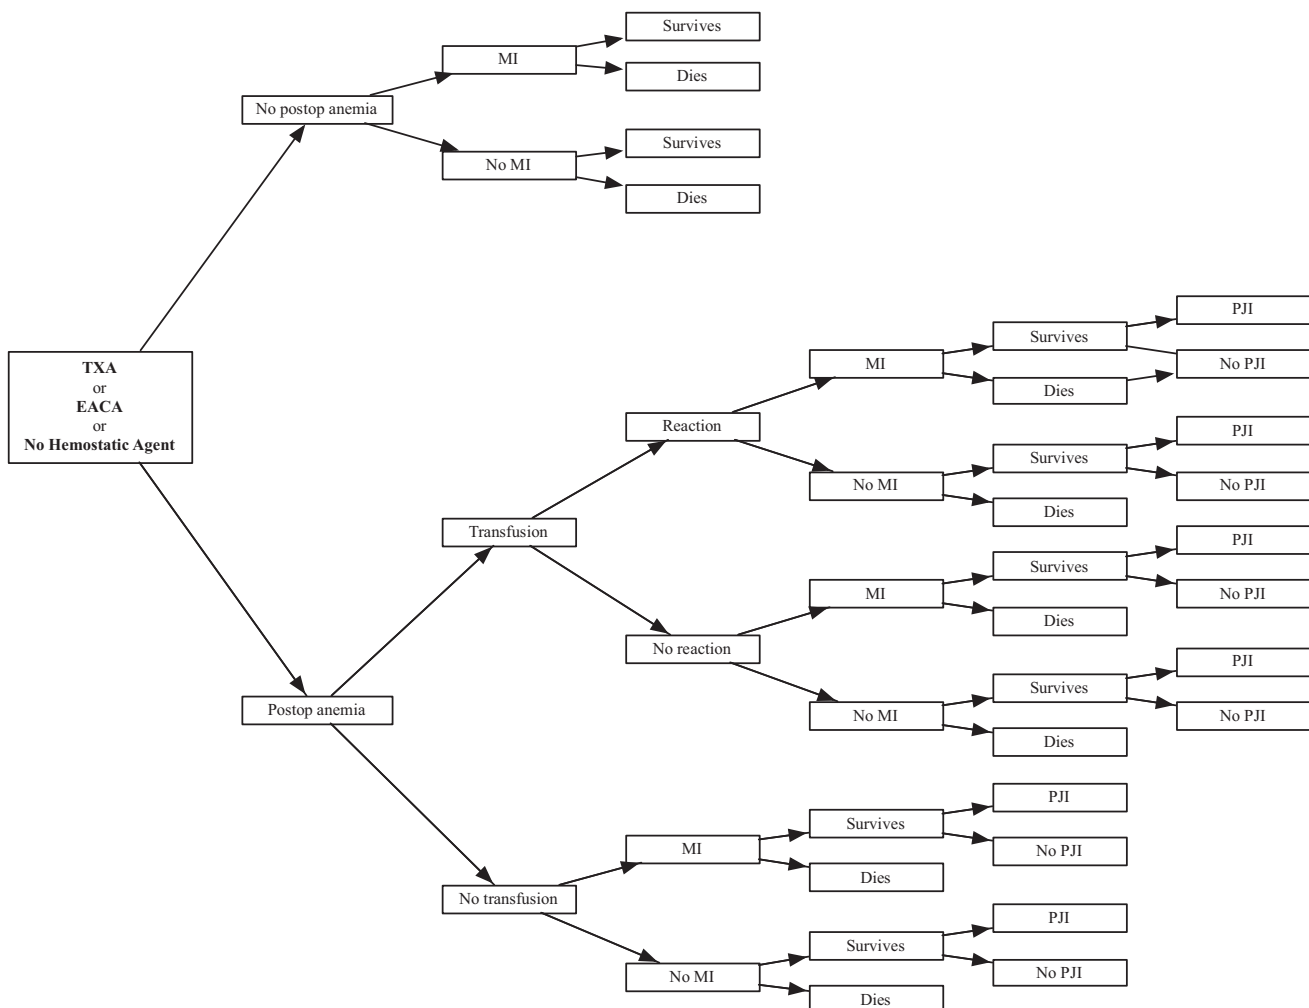 Survives
MI
Dies
No postop anemia
Survives
No MI
Dies
PJI
Survives
TXA
or
EACA
or
No Hemostatic Agent
MI
No PJI
Dies
Reaction
PJI
Survives
No MI
No PJI
Dies
Transfusion
PJI
Survives
MI
No PJI
Dies
No reaction
PJI
Survives
Postop anemia
No MI
No PJI
Dies
PJI
Survives
MI
No PJI
Dies
No transfusion
PJI
Survives
No MI
No PJI
Dies